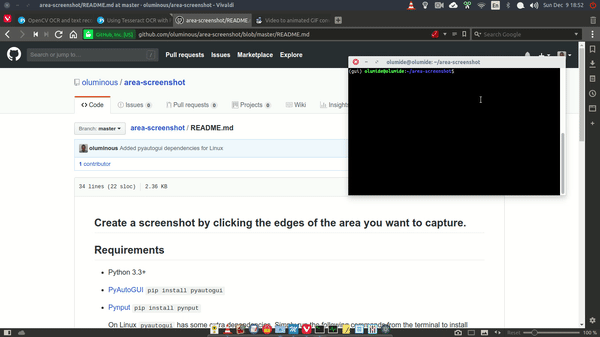 area-screenshot/README.md at master - oluminous/area-screenshot - Vivaldi
Sun Dec 9 18:52
OpenCV OCR and text rec
Using Tesseract OCR with
area-screenshot/README.
Video to animated GIF con
GitHub, Inc. [US]
github.com/oluminous/area-screenshot/blob/master/README.md
Search Google
Search or jump to...
Pull requests
Issues
Marketplace
Explore
olumide@olumide: ~/area-screenshot
(gui) olumide@olumide:~/area-screenshot$
oluminous / area-screenshot
Code
Issues 0
Pull requests 0
Projects 0
Wiki
Insights
Branch: master
area-screenshot / README.md
oluminous Added pyautogui dependencies for Linux
1 contributor
34 lines (22 sloc) 2.36 KB
Create a screenshot by clicking the edges of the area you want to capture.
Requirements
Python 3.3+
PyAutoGUI pip install pyautogui
Pynput pip install pynput
On Linux pyautogui has some extra dependencies. Simply run the following commands from the terminal to install
Reset
100 %